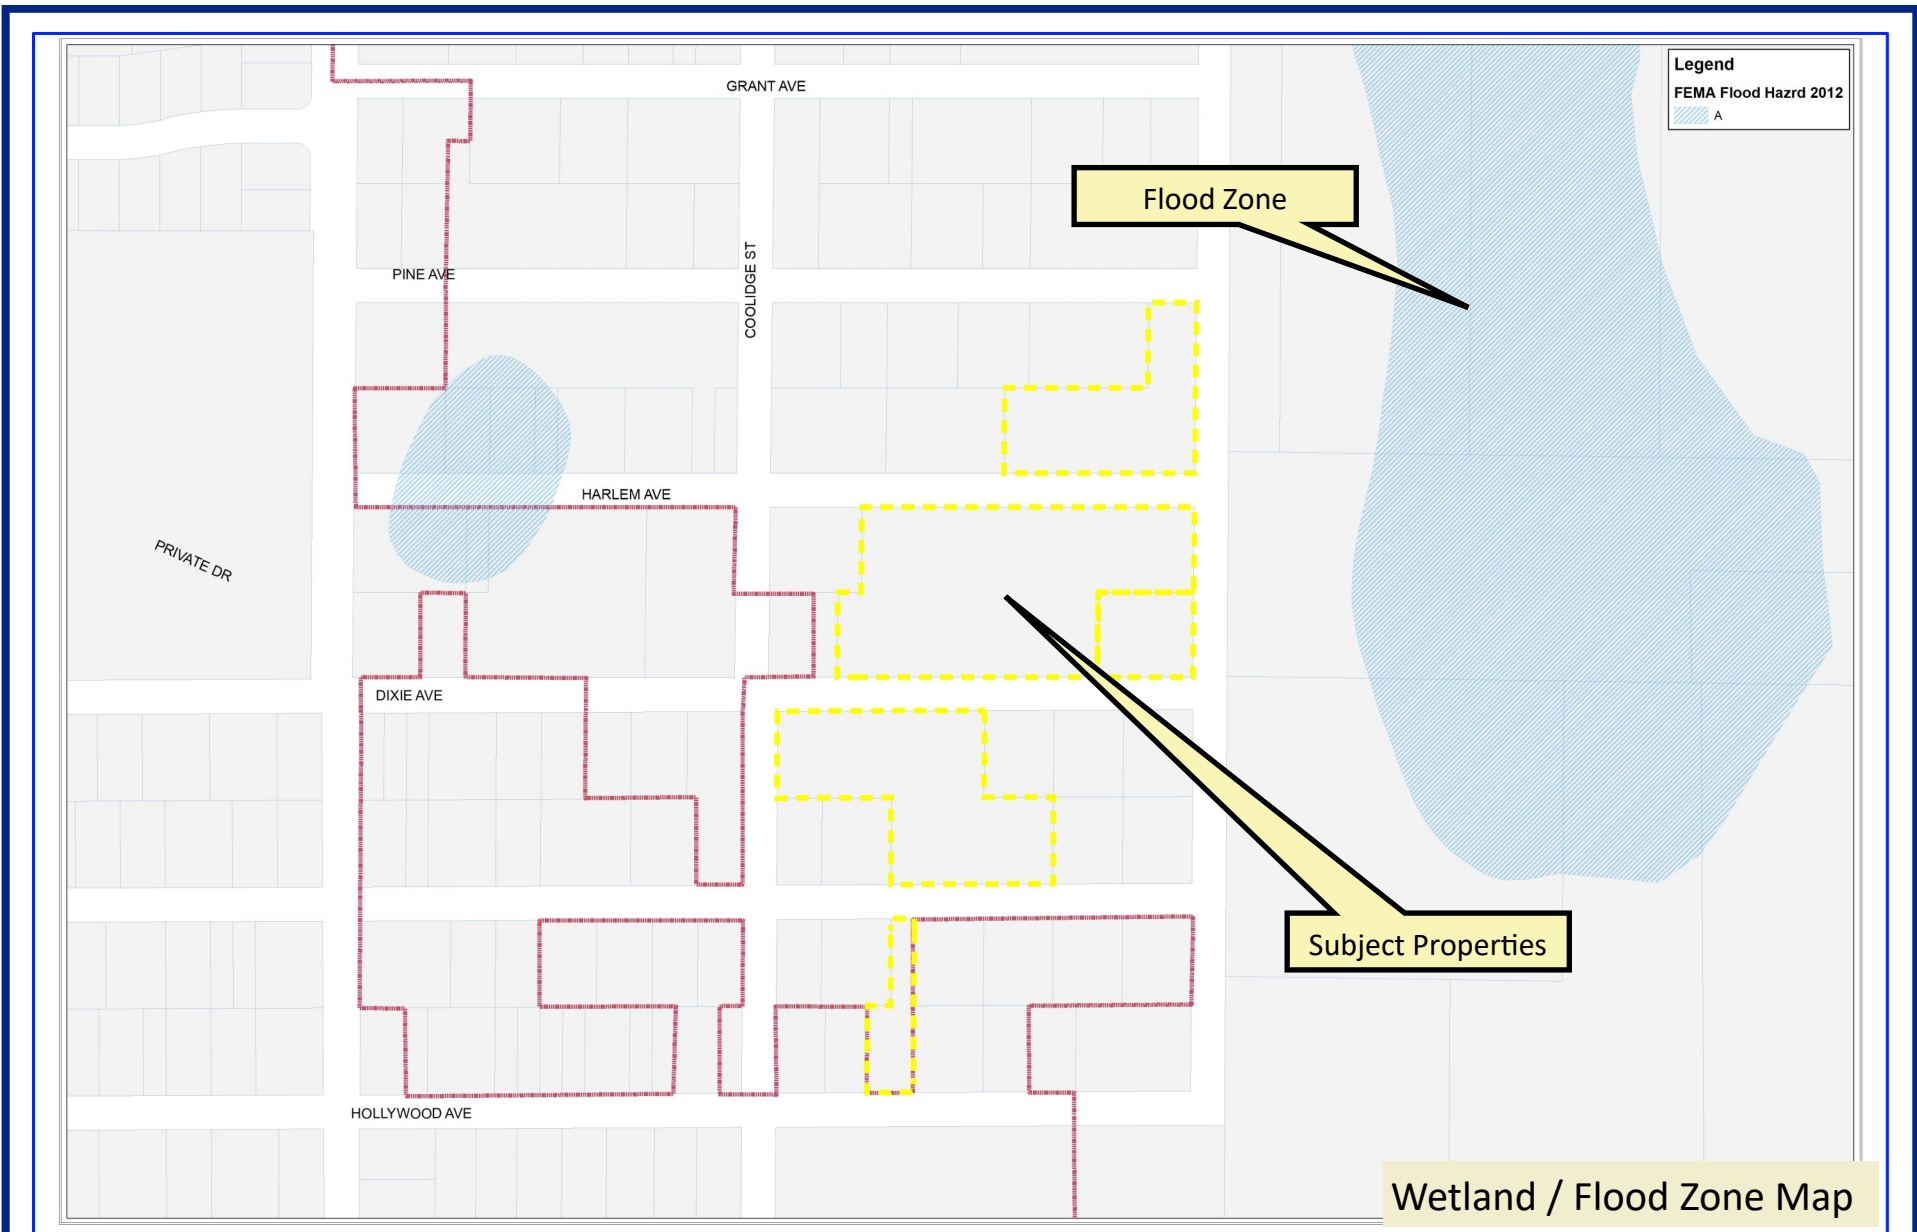 Legend
FEMA Flood Hazrd 2012
A
GRANT AVE
Flood Zone
COOLIDGE ST
PINE AVE
HARLEM AVE
PRIVATE DR
DIXIE AVE
Subject Properties
HOLLYWOOD AVE
Wetland / Flood Zone Map